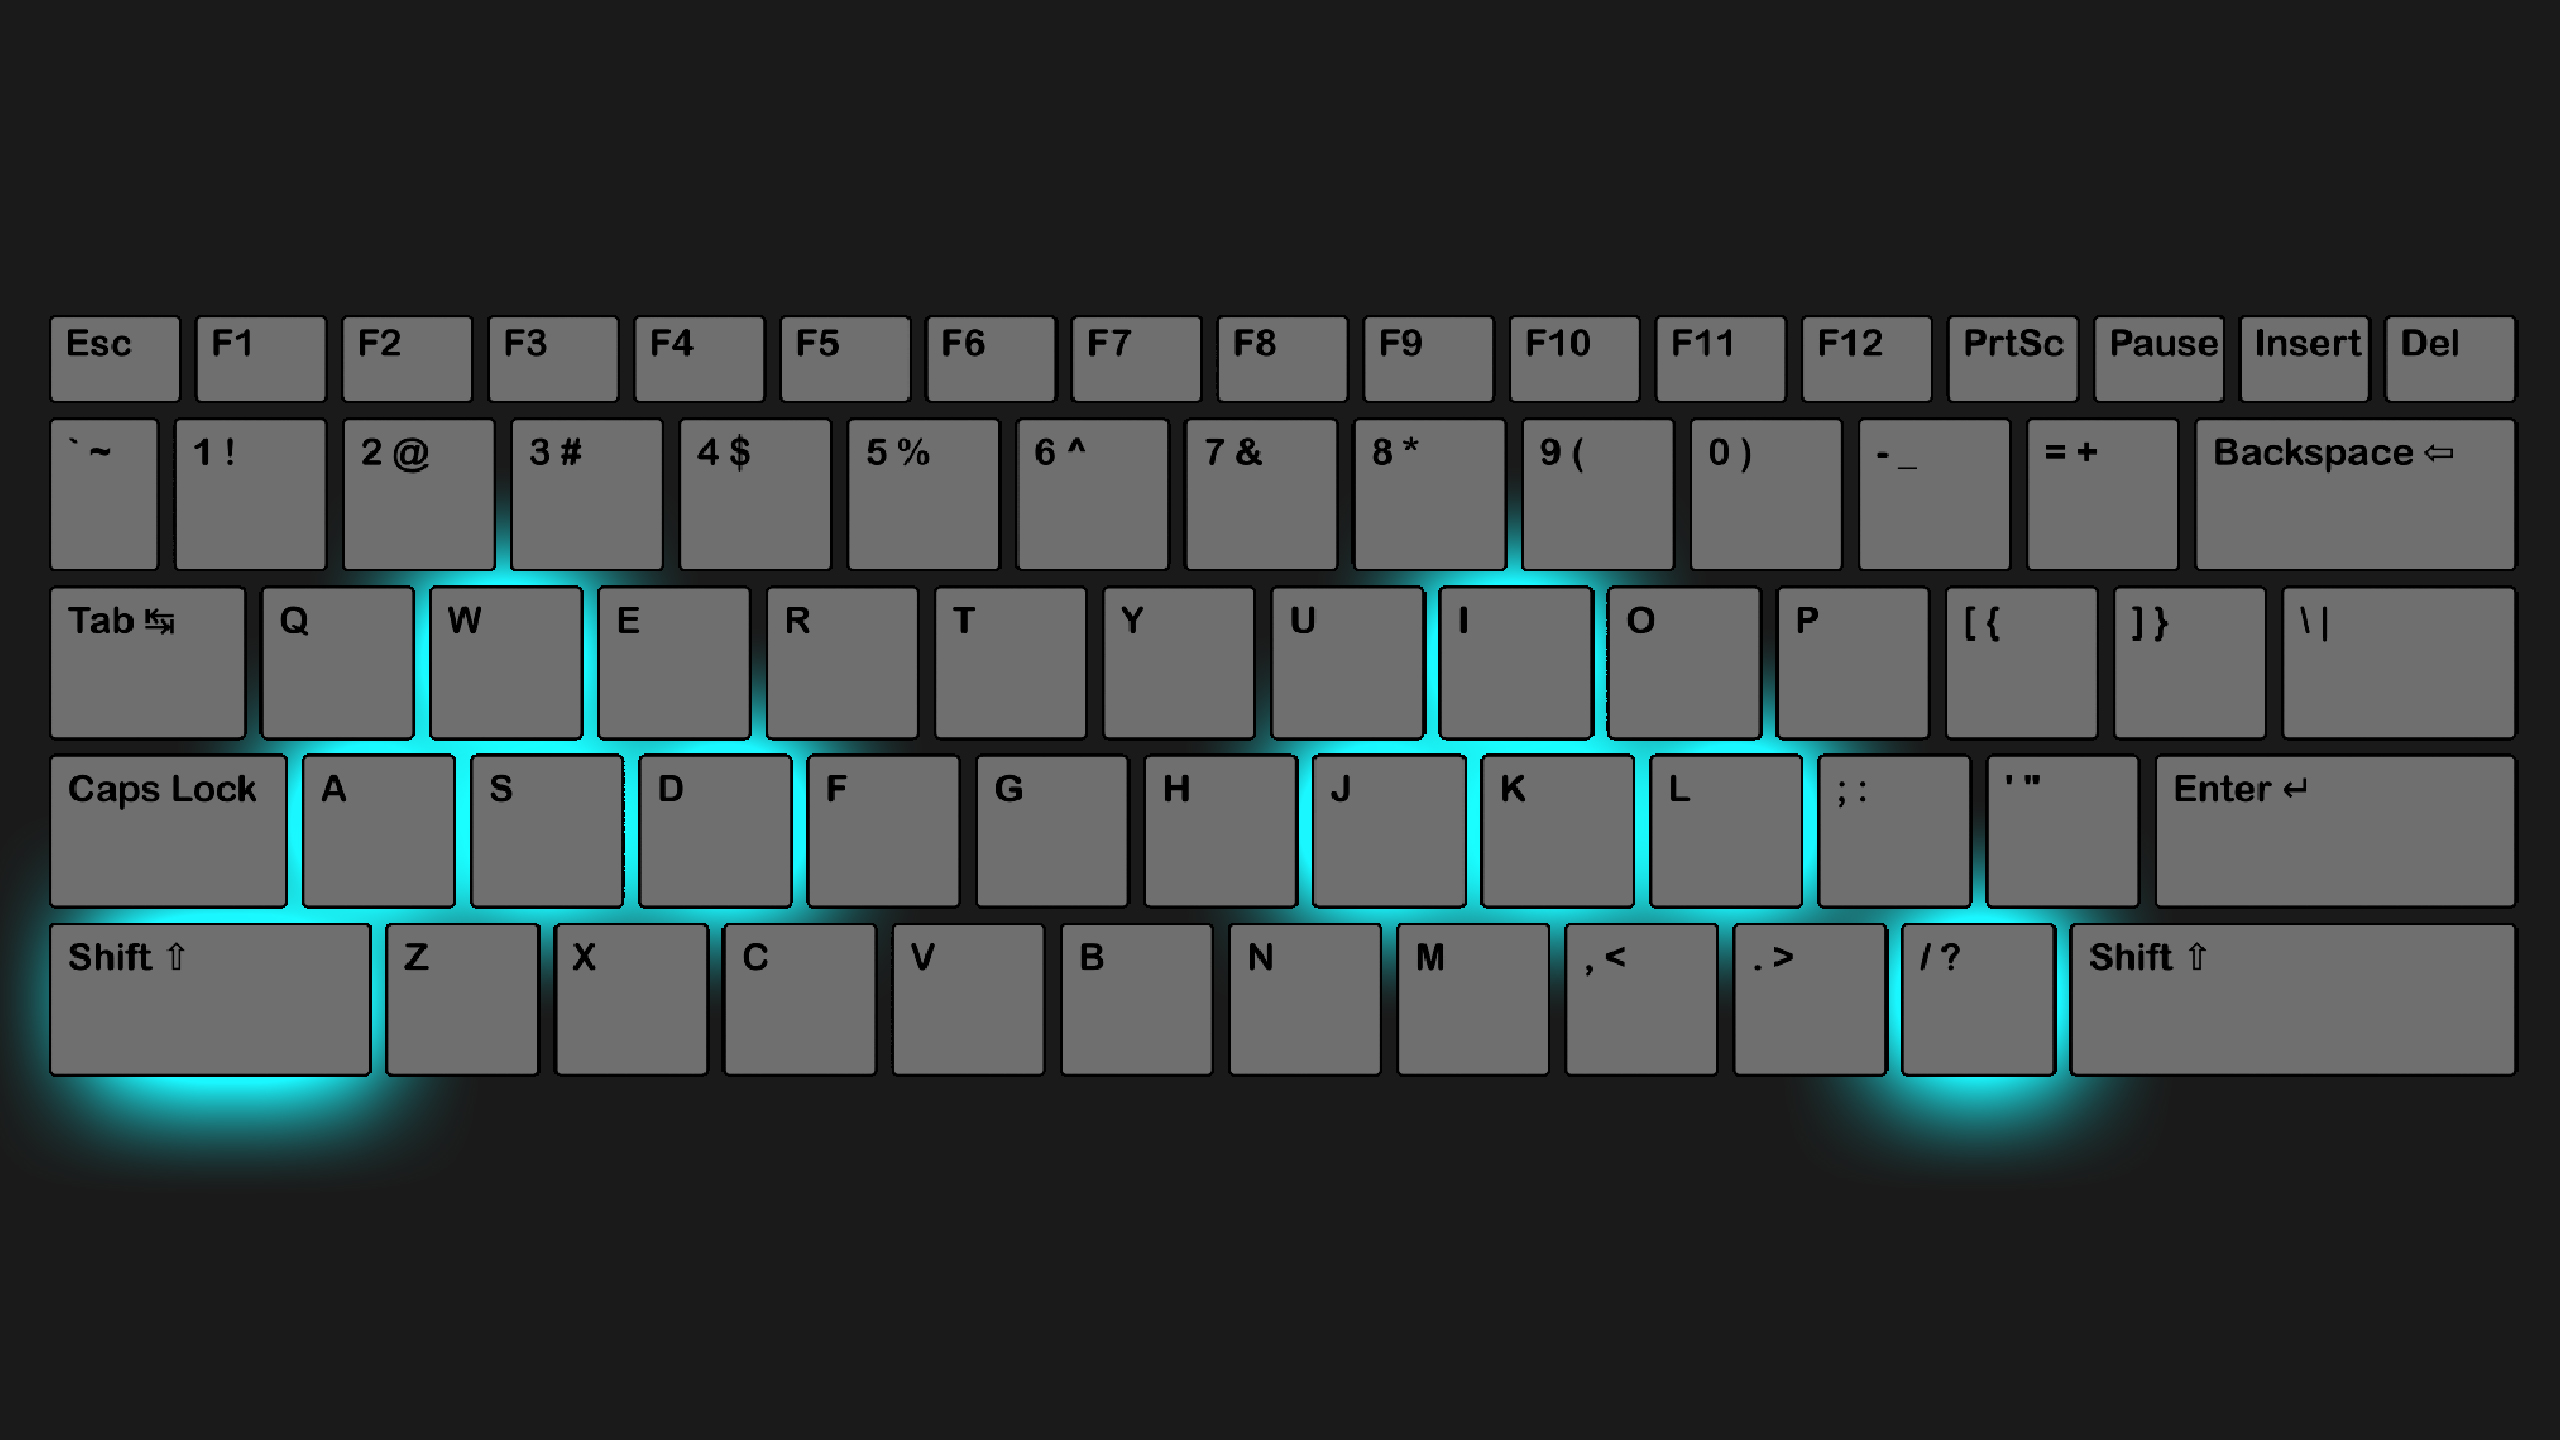 Esc F1 F2 F3 F4 F5 F6 F7 F8 F9 F10 F11 F12 PrtSc Pause Insert Del
` ~ 1 ! 2 @ 3 # 4 $ 5 % 6 ^ 7 & 8 * 9 ( 0 ) - _ = + Backspace ⇦
Tab ↹ Q W E R T Y U I O P [ { ] } \ |
Caps Lock A S D F G H J K L ; : ' " Enter ↵
Shift ⇧ Z X C V B N M , < . > / ? Shift ⇧